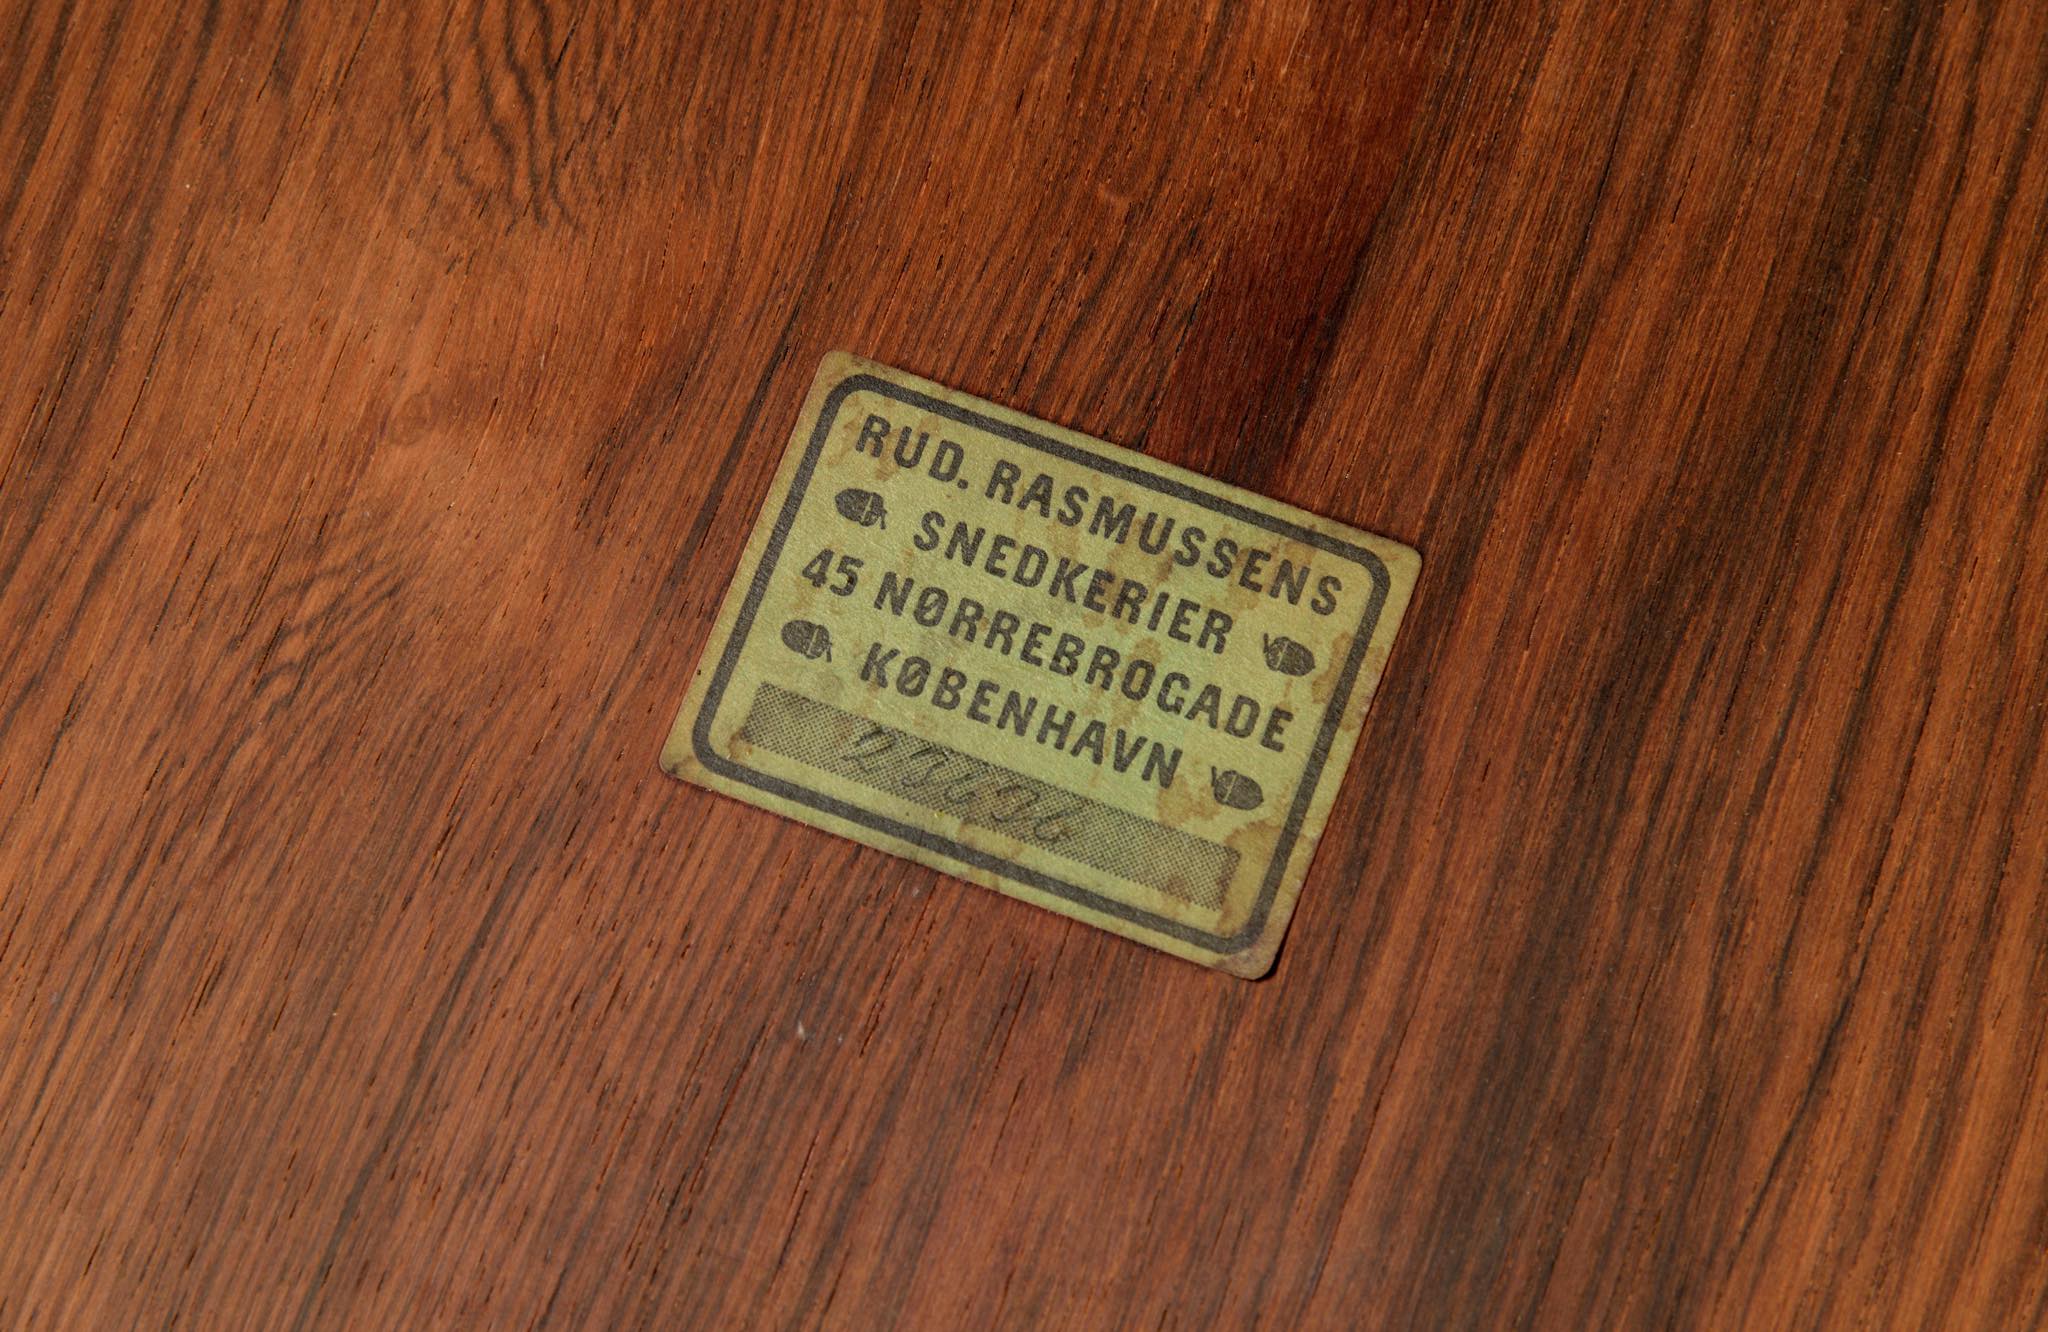 RUD. RASMUSSENS
SNEDKERIER
45 NØRREBROGADE
KØBENHAVN